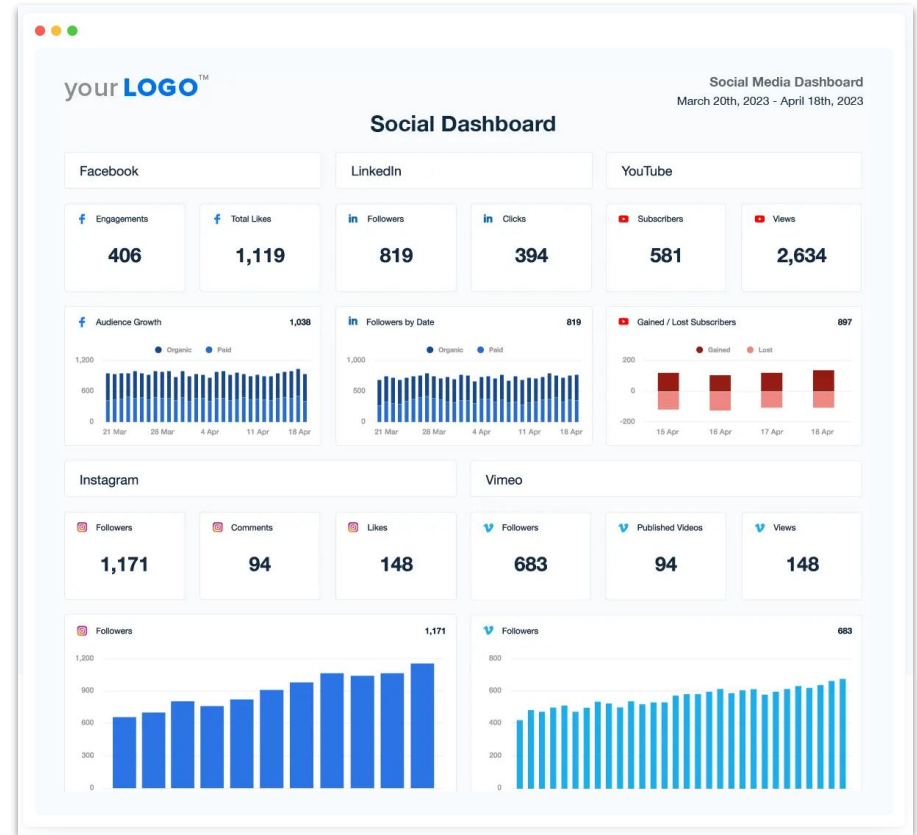 your LOGO™
Social Media Dashboard
March 20th, 2023 - April 18th, 2023
Social Dashboard
Facebook
LinkedIn
YouTube
Engagements
406
Total Likes
1,119
Followers
819
Clicks
394
Subscribers
581
Views
2,634
Audience Growth 1,038
Organic Paid
1,200
600
0
21 Mar 28 Mar 4 Apr 11 Apr 18 Apr
Followers by Date 819
Organic Paid
1,000
500
0
21 Mar 28 Mar 4 Apr 11 Apr 18 Apr
Gained / Lost Subscribers 897
Gained Lost
200
0
-200
15 Apr 16 Apr 17 Apr 18 Apr
Instagram
Vimeo
Followers
1,171
Comments
94
Likes
148
Followers
683
Published Videos
94
Views
148
Followers 1,171
1,200
900
600
300
0
Followers 683
800
600
400
200
0